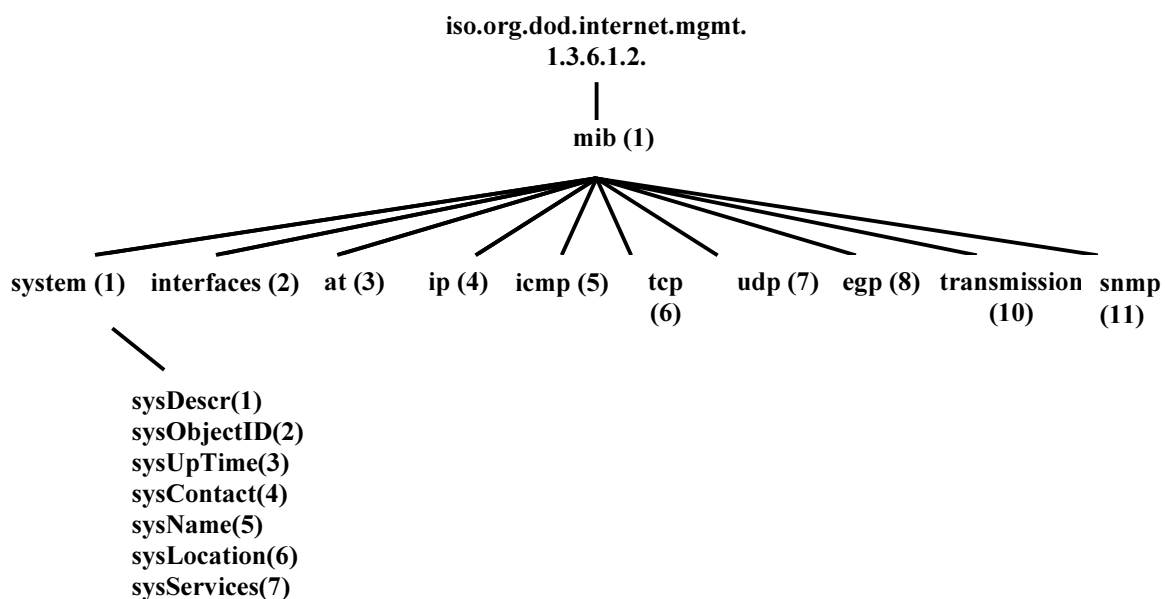 iso.org.dod.internet.mgmt.
1.3.6.1.2.
mib (1)
system (1) interfaces (2) at (3) ip (4) icmp (5) tcp (6) udp (7) egp (8) transmission (10) snmp (11)
sysDescr(1)
sysObjectID(2)
sysUpTime(3)
sysContact(4)
sysName(5)
sysLocation(6)
sysServices(7)